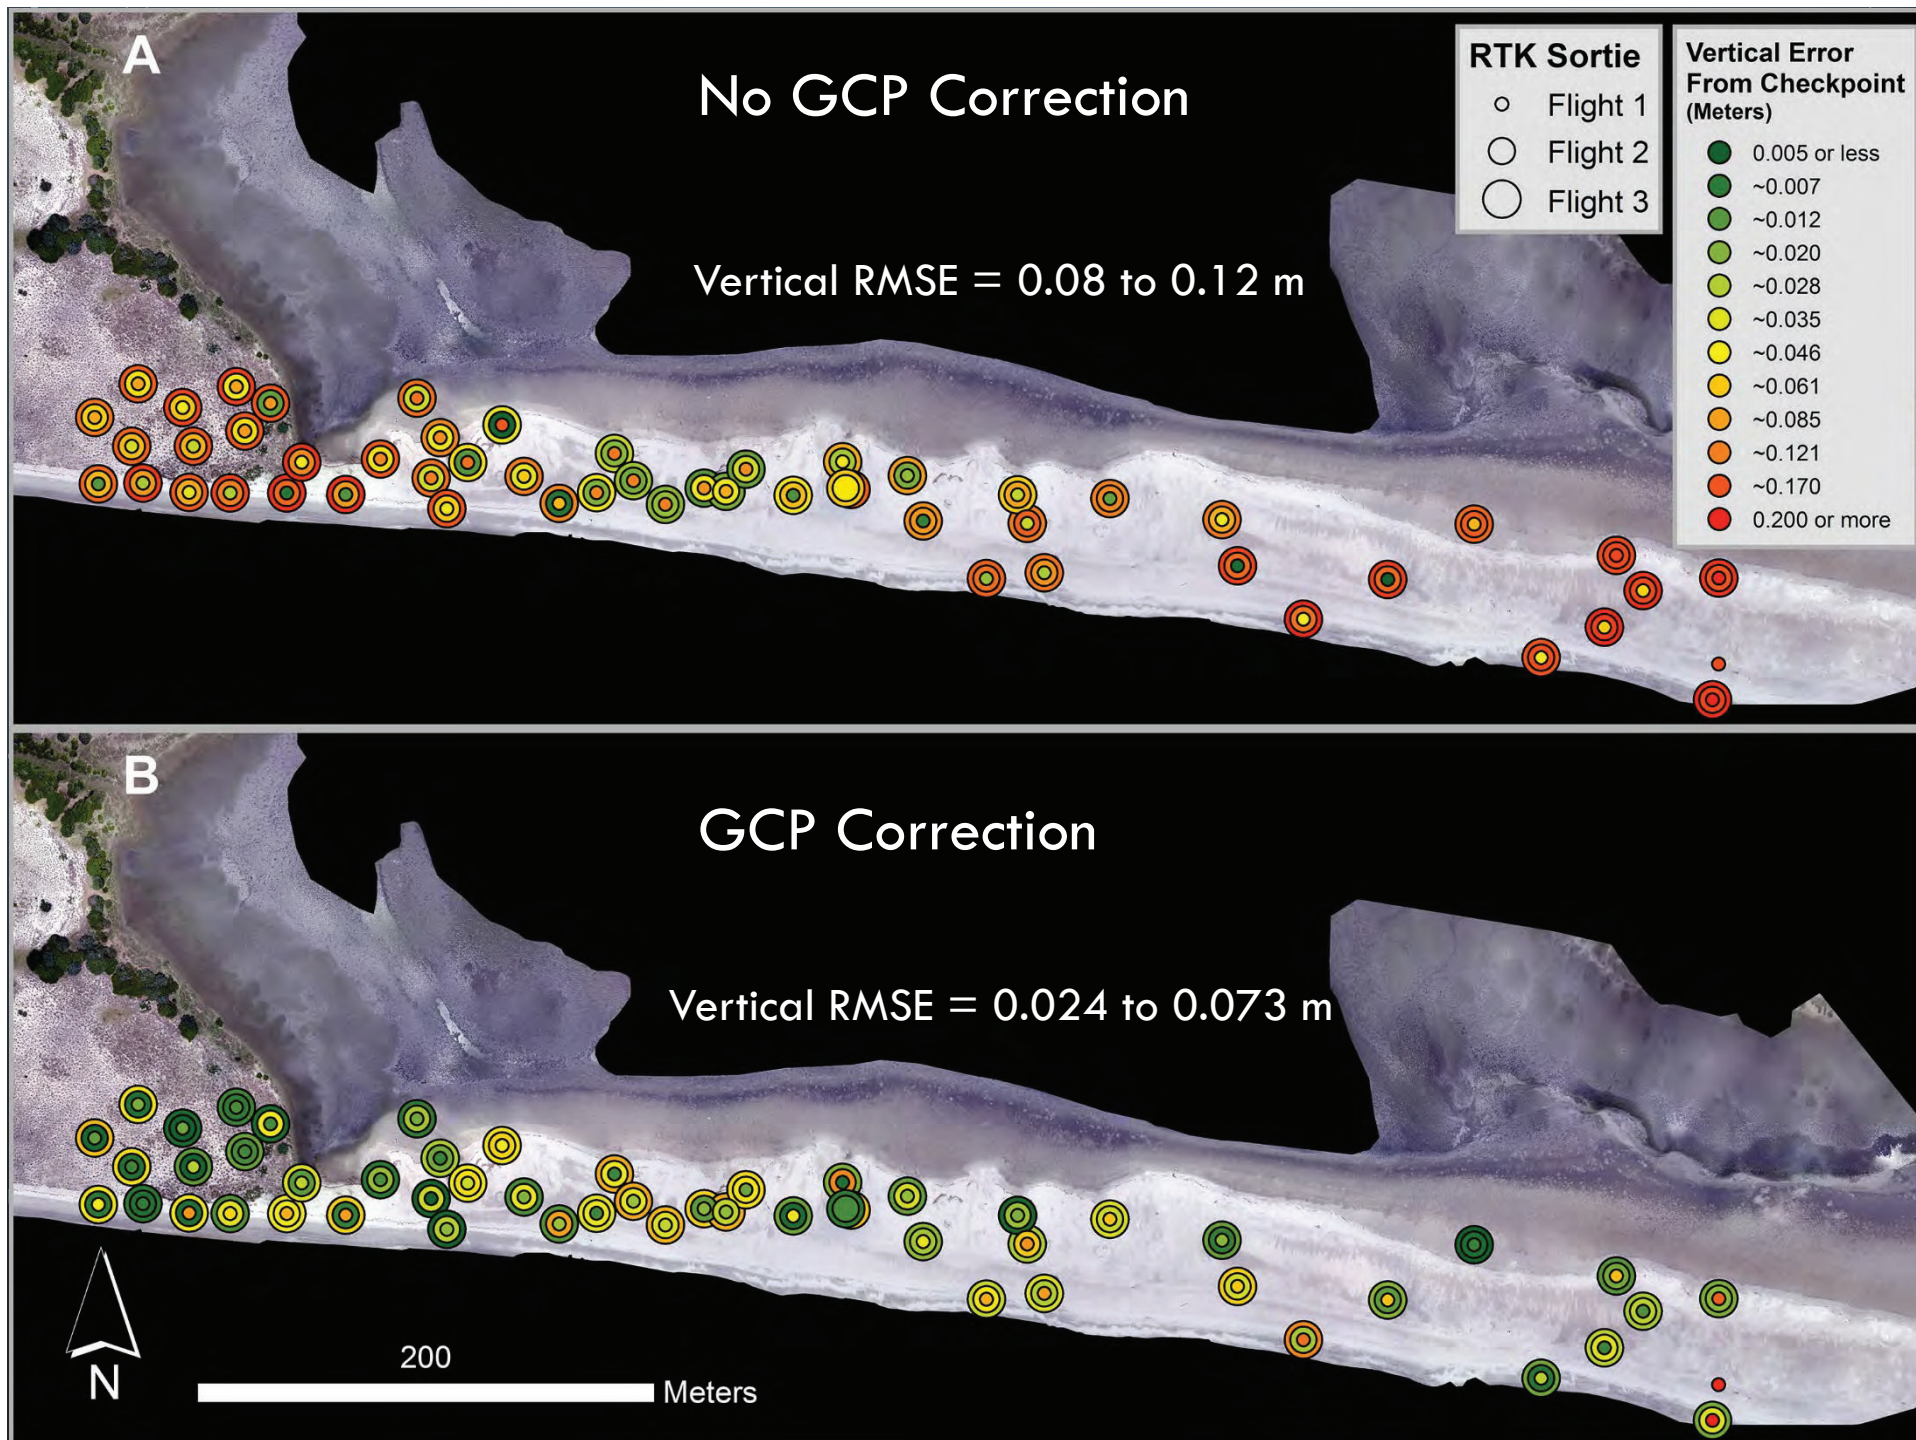 A
No GCP Correction
Vertical RMSE = 0.08 to 0.12 m
RTK Sortie
Flight 1
Flight 2
Flight 3
Vertical Error
From Checkpoint
(Meters)
0.005 or less
~0.007
~0.012
~0.020
~0.028
~0.035
~0.046
~0.061
~0.085
~0.121
~0.170
0.200 or more
B
GCP Correction
Vertical RMSE = 0.024 to 0.073 m
N
200
Meters